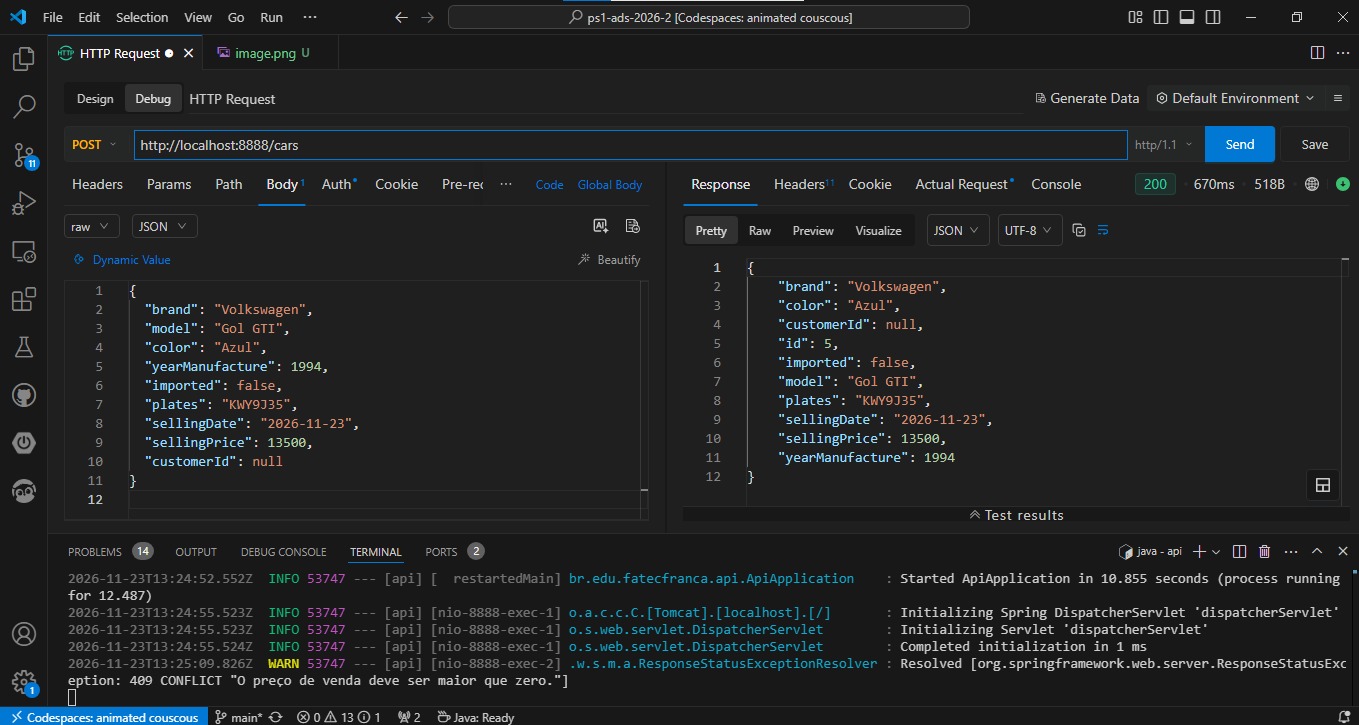 File Edit Selection View Go Run ··· ps1-ads-2026-2 [Codespaces: animated couscous]
HTTP Request image.png U
Design Debug HTTP Request Generate Data Default Environment
POST http://localhost:8888/cars http/1.1 Send Save
Headers Params Path Body 1 Auth Cookie Pre-rec ··· Code Global Body
raw JSON
Dynamic Value Beautify
1 {
2 "brand": "Volkswagen",
3 "model": "Gol GTI",
4 "color": "Azul",
5 "yearManufacture": 1994,
6 "imported": false,
7 "plates": "KWY9J35",
8 "sellingDate": "2026-11-23",
9 "sellingPrice": 13500,
10 "customerId": null
11 }
12
Response Headers 11 Cookie Actual Request Console 200 670ms 518B
Pretty Raw Preview Visualize JSON UTF-8
1 {
2 "brand": "Volkswagen",
3 "color": "Azul",
4 "customerId": null,
5 "id": 5,
6 "imported": false,
7 "model": "Gol GTI",
8 "plates": "KWY9J35",
9 "sellingDate": "2026-11-23",
10 "sellingPrice": 13500,
11 "yearManufacture": 1994
12 }
Test results
11
PROBLEMS 14 OUTPUT DEBUG CONSOLE TERMINAL PORTS 2 java - api
2026-11-23T13:24:52.552Z INFO 53747 --- [api] [ restartedMain] br.edu.fatecfranca.api.ApiApplication : Started ApiApplication in 10.855 seconds (process running
for 12.487)
2026-11-23T13:24:55.523Z INFO 53747 --- [api] [nio-8888-exec-1] o.a.c.c.C.[Tomcat].[localhost].[/] : Initializing Spring DispatcherServlet 'dispatcherServlet'
2026-11-23T13:24:55.523Z INFO 53747 --- [api] [nio-8888-exec-1] o.s.web.servlet.DispatcherServlet : Initializing Servlet 'dispatcherServlet'
2026-11-23T13:24:55.524Z INFO 53747 --- [api] [nio-8888-exec-1] o.s.web.servlet.DispatcherServlet : Completed initialization in 1 ms
2026-11-23T13:25:09.826Z WARN 53747 --- [api] [nio-8888-exec-2] .w.s.m.a.ResponseStatusExceptionResolver : Resolved [org.springframework.web.server.ResponseStatusExc
eption: 409 CONFLICT "O preço de venda deve ser maior que zero."]
1
Codespaces: animated couscous main* 0 13 1 2 Java: Ready